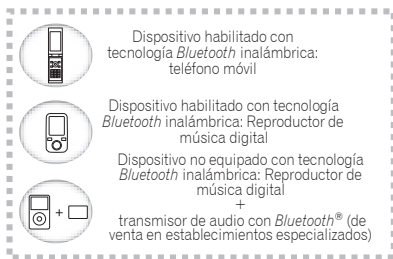 Dispositivo habilitado con
tecnología Bluetooth inalámbrica:
teléfono móvil
Dispositivo habilitado con tecnología
Bluetooth inalámbrica: Reproductor de
música digital
Dispositivo no equipado con tecnología
Bluetooth inalámbrica: Reproductor de
música digital
+
transmisor de audio con Bluetooth® (de
venta en establecimientos especializados)
+